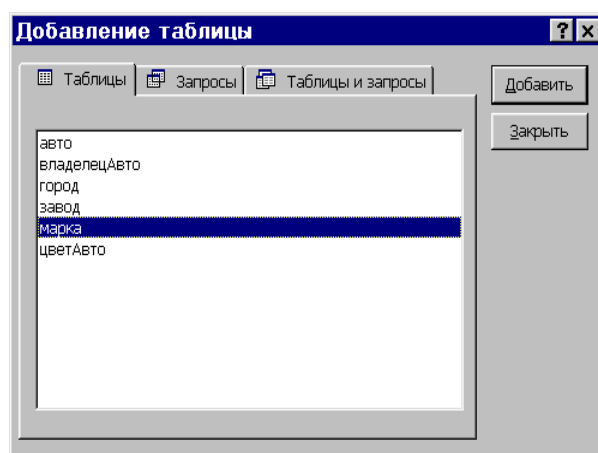 Добавление таблицы
Таблицы Запросы Таблицы и запросы
Добавить
Закрыть
авто
владелецАвто
город
завод
марка
цветАвто